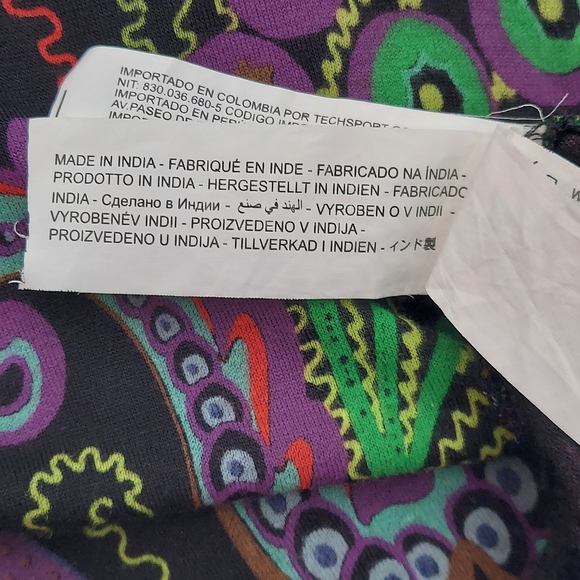 IMPORTADO EN COLOMBIA POR TECHSPORT
NIT: 830.036.680-5 CODIGO
IMPORTADO EN
AV.PASEO DE
MADE IN INDIA - FABRIQUÉ EN INDE - FABRICADO NA ÍNDIA -
PRODOTTO IN INDIA - HERGESTELLT IN INDIEN - FABRICADO
INDIA - Сделано в Индии - الهند في صنع - VYROBEN O V INDII -
VYROBENÉV INDII - PROIZVEDENO V INDIJA -
PROIZVEDENO U INDIJA - TILLVERKAD I INDIEN - インド製